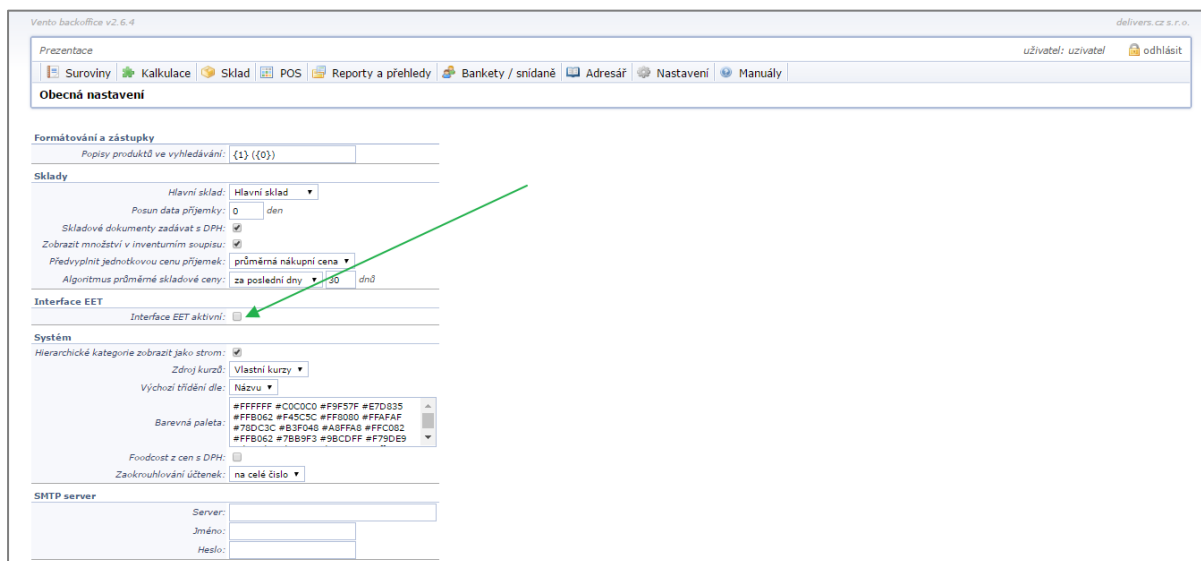 Vento backoffice v2.6.4 delivers.cz s.r.o.
Prezentace uživatel: uzivatel odhlásit
Suroviny Kalkulace Sklad POS Reporty a přehledy Bankety / snídaně Adresář Nastavení Manuály
Obecná nastavení
Formátování a zástupky
Popisy produktů ve vyhledávání: {1} ({0})
Sklady
Hlavní sklad: Hlavní sklad
Posun data příjemky: 0 den
Skladové dokumenty zadávat s DPH:
Zobrazit množství v inventurním soupisu:
Předvyplnit jednotkovou cenu příjemek: průměrná nákupní cena
Algoritmus průměrné skladové ceny: za poslední dny 30 dnů
Interface EET
Interface EET aktivní:
Systém
Hierarchické kategorie zobrazit jako strom:
Zdroj kurzů: Vlastní kurzy
Výchozí třídění dle: Názvu
Barevná paleta: #FFFFFF #C0C0C0 #F9F57F #E7D835
#FFB062 #F45C5C #FF8080 #FFAFAF
#78DC3C #B3F048 #A8FFA8 #FFC082
#FFB062 #7BB9F3 #9BCDFF #F79DE9
Foodcost z cen s DPH:
Zaokrouhlování účtenek: na celé číslo
SMTP server
Server:
Jméno:
Heslo: